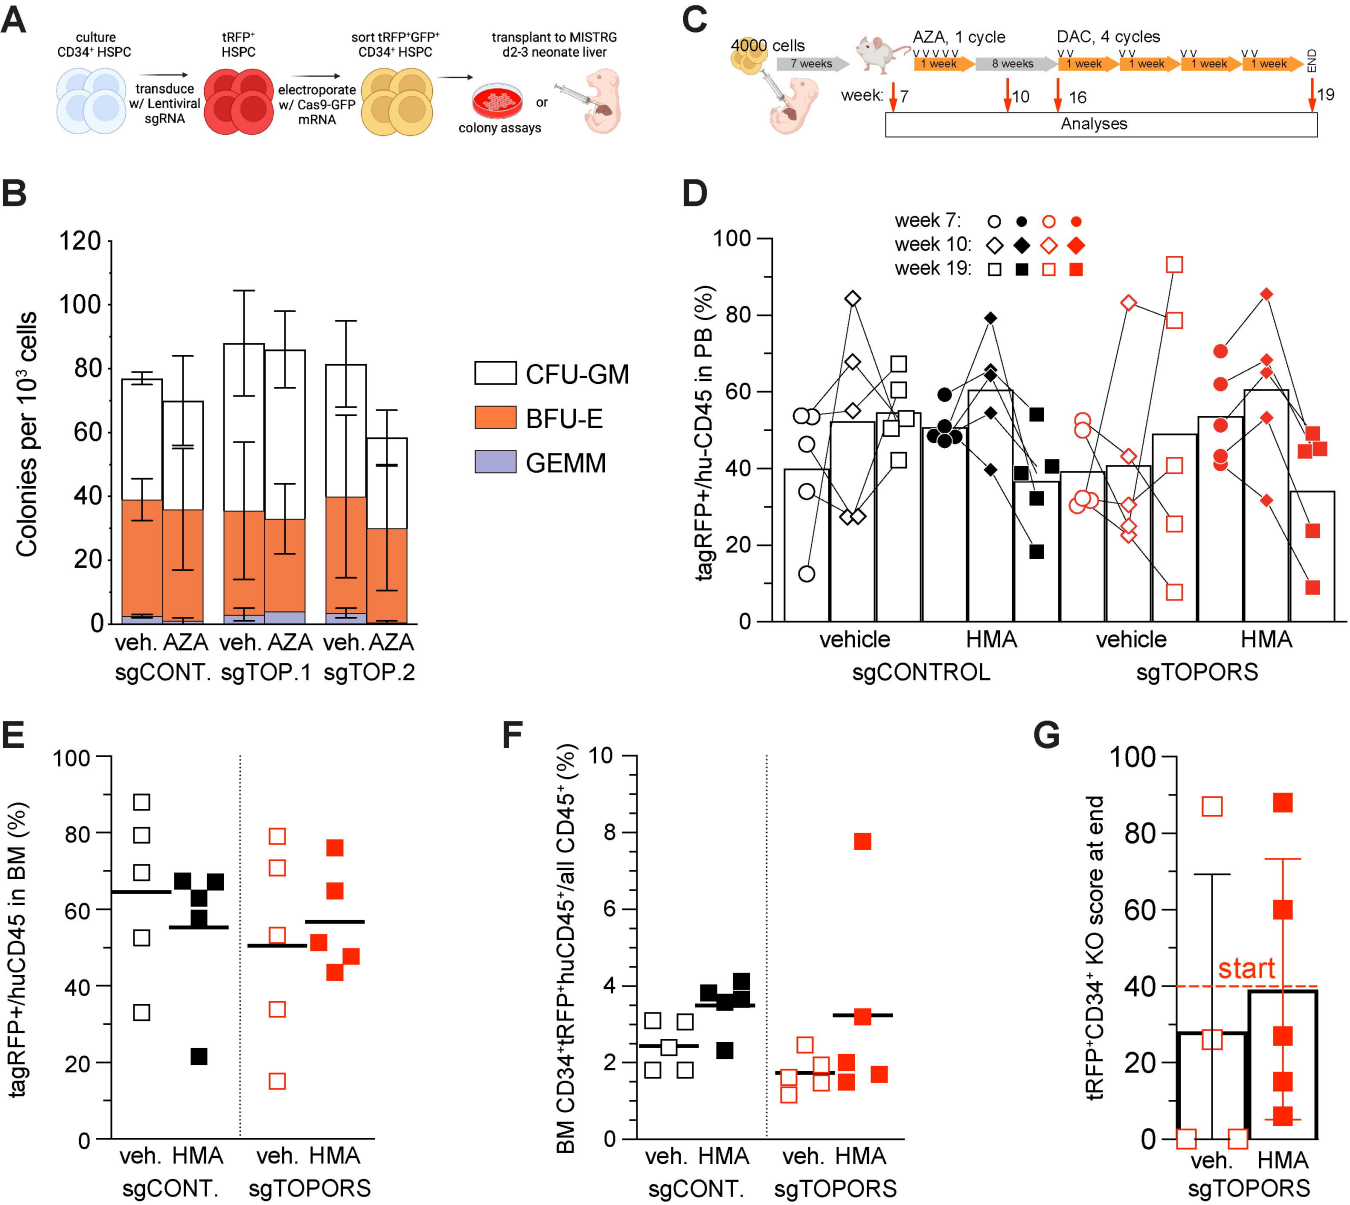 A
culture
CD34⁺ HSPC
transduce
w/ Lentiviral
sgRNA
tRFP⁺
HSPC
electroporate
w/ Cas9-GFP
mRNA
sort tRFP⁺GFP⁺
CD34⁺ HSPC
colony assays
or
transplant to MISTRG
d2-3 neonate liver
C
4000 cells
7 weeks
AZA, 1 cycle
V V V V V
1 week
8 weeks
DAC, 4 cycles
V V
V V
V V
V V
1 week
1 week
1 week
1 week
END
week:
7
10
16
19
Analyses
B
Colonies per 10³ cells
120
100
80
60
40
20
0
veh. AZA
veh. AZA
veh. AZA
sgCONT.
sgTOP.1
sgTOP.2
CFU-GM
BFU-E
GEMM
D
tagRFP+/hu-CD45 in PB (%)
100
80
60
40
20
0
week 7:
week 10:
week 19:
vehicle
HMA
vehicle
HMA
sgCONTROL
sgTOPORS
E
tagRFP+/huCD45 in BM (%)
100
80
60
40
20
0
veh. HMA
veh. HMA
sgCONT.
sgTOPORS
F
BM CD34⁺tRFP⁺huCD45⁺/all CD45⁺ (%)
10
8
6
4
2
0
veh. HMA
veh. HMA
sgCONT.
sgTOPORS
G
tRFP⁺CD34⁺ KO score at end
100
80
60
40
20
0
start
veh.
HMA
sgTOPORS